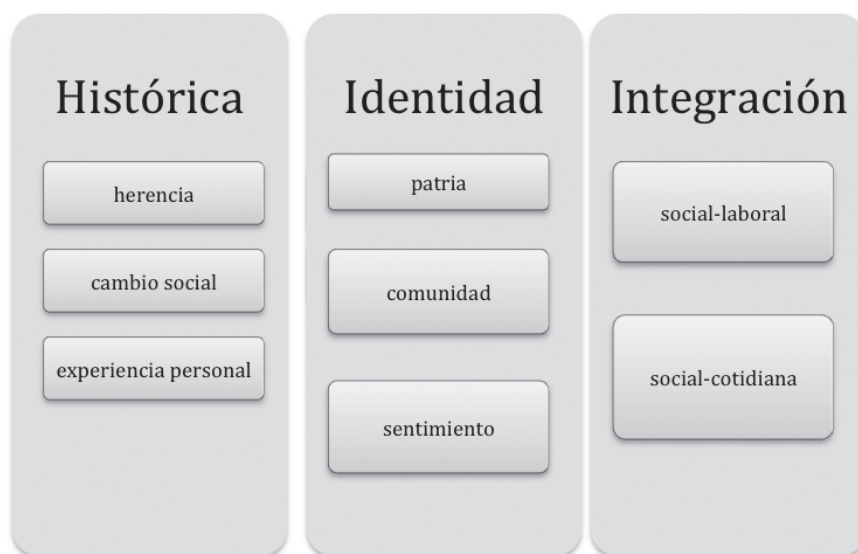 Histórica
herencia
cambio social
experiencia personal
Identidad
patria
comunidad
sentimiento
Integración
social-laboral
social-cotidiana